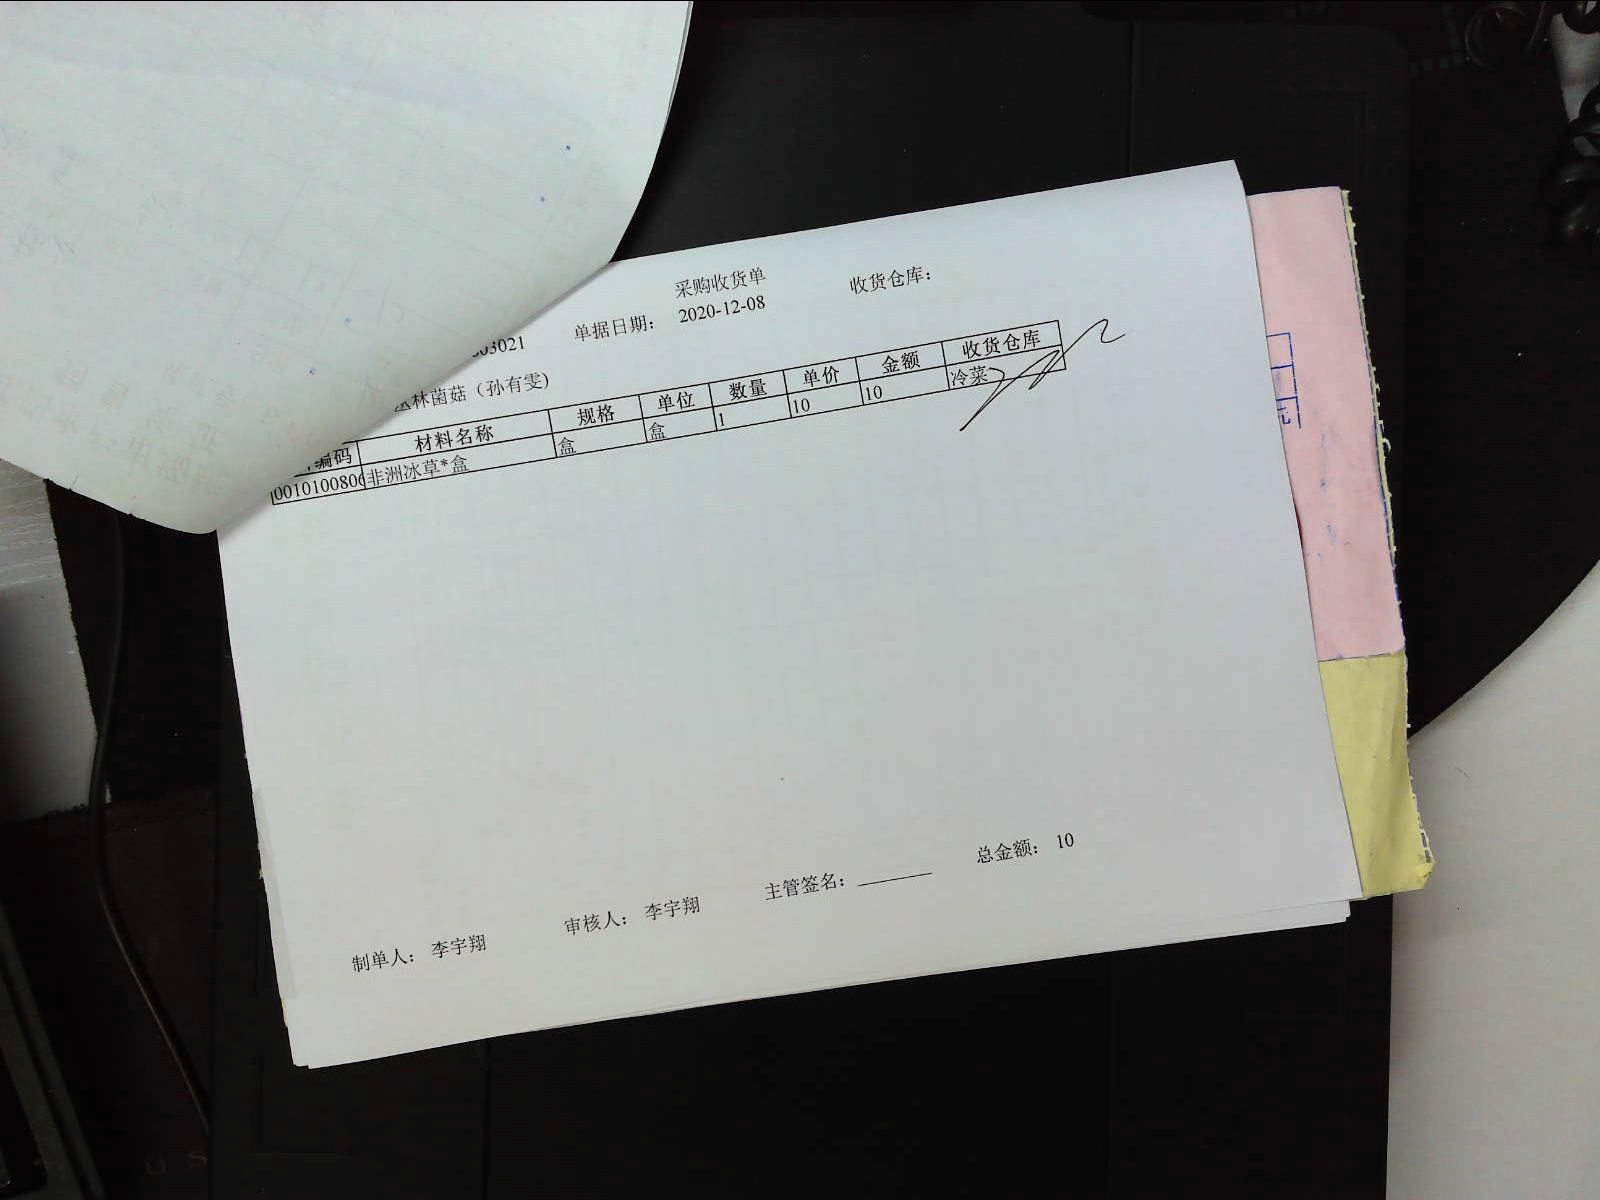 采购收货单
收货仓库：
03021 单据日期： 2020-12-08
林菌菇（孙有雯)
编码 材料名称 规格 单位 数量 单价 金额 收货仓库
0010100806 非洲冰草*盒 盒 盒 1 10 10 冷菜
制单人： 李宇翔 审核人： 李宇翔 主管签名： 总金额： 10